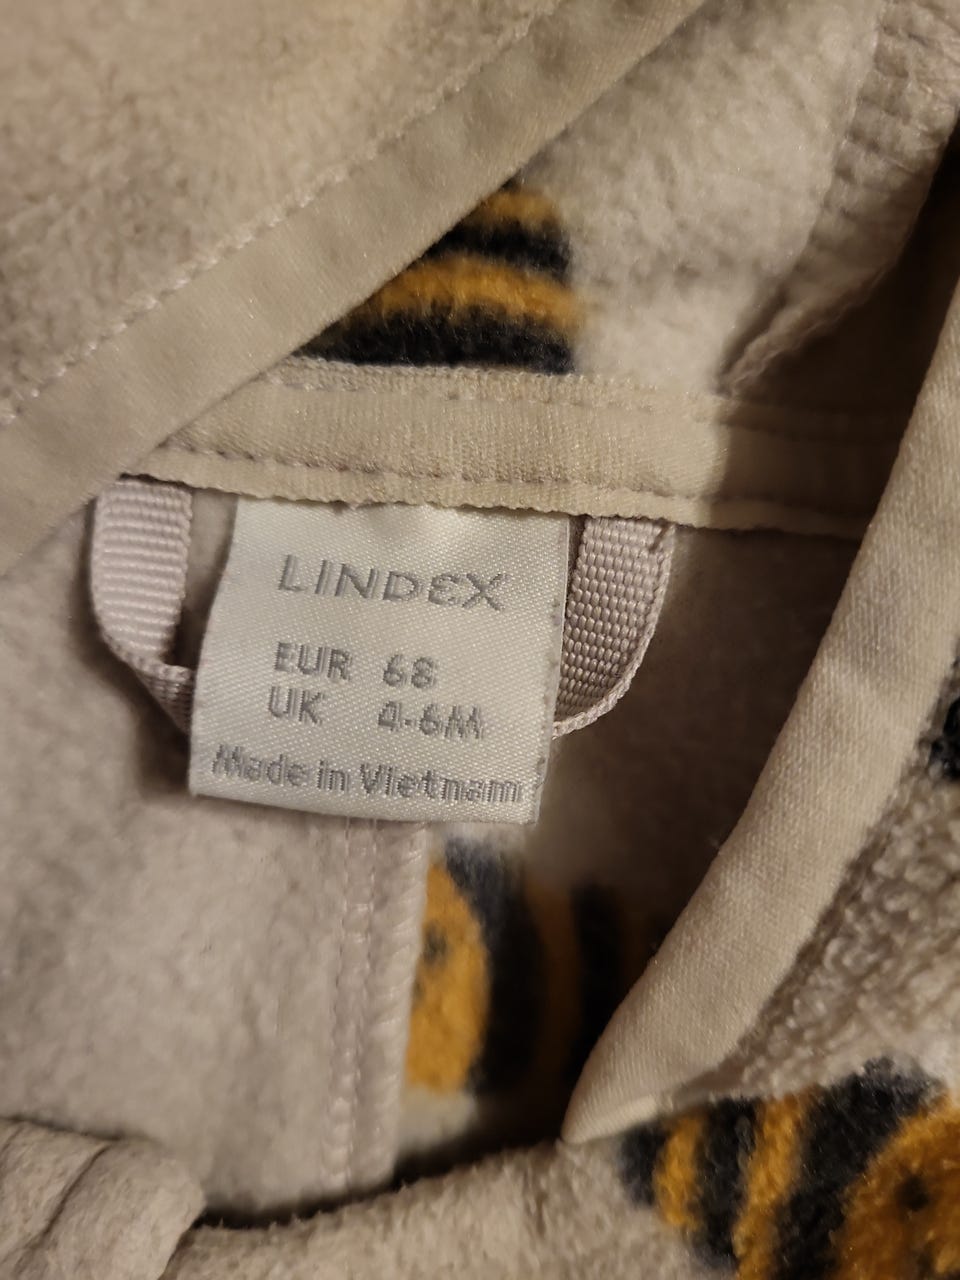 LINDEX
EUR 68
UK 4-6M
Made in Vietnam